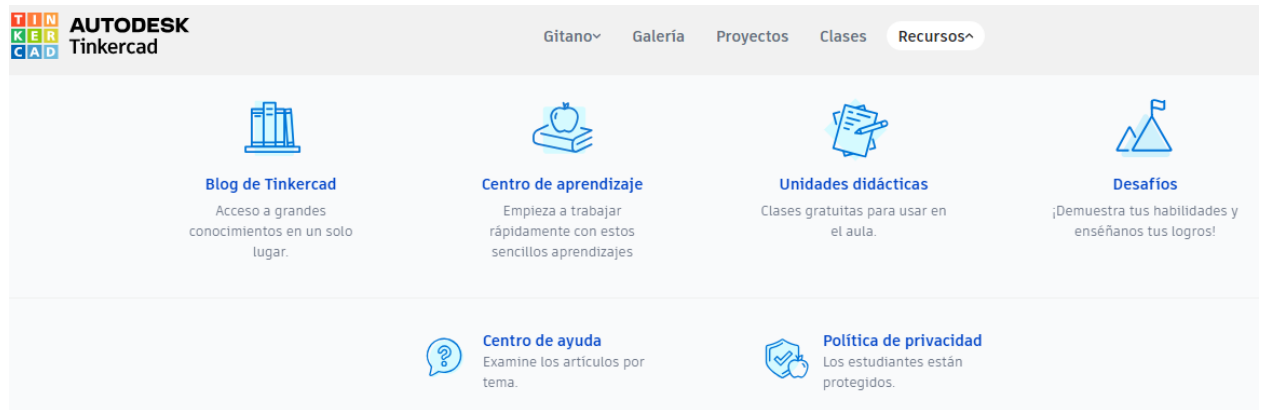 TIN
KER
CAD
AUTODESK
Tinkercad
Gitano Galería Proyectos Clases Recursos
Blog de Tinkercad
Acceso a grandes
conocimientos en un solo
lugar.
Centro de aprendizaje
Empieza a trabajar
rápidamente con estos
sencillos aprendizajes
Unidades didácticas
Clases gratuitas para usar en
el aula.
Desafíos
¡Demuestra tus habilidades y
enséñanos tus logros!
Centro de ayuda
Examine los artículos por
tema.
Política de privacidad
Los estudiantes están
protegidos.